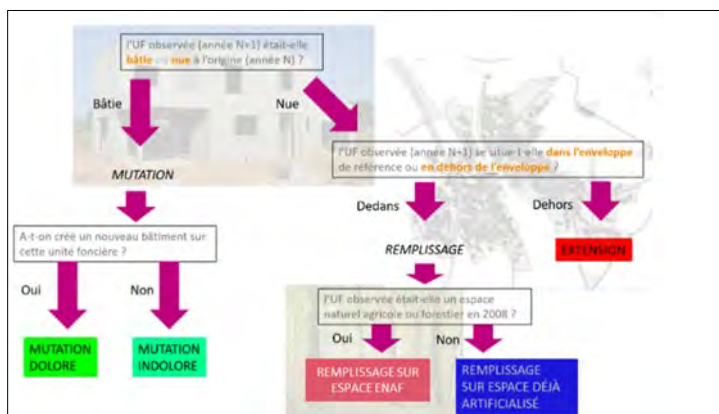 l'UF observée (année N+1) était-elle
bâtie ou nue à l'origine (année N) ?
Bâtie
Nue
l'UF observée (année N+1) se situe-t-elle dans l'enveloppe
de référence ou en dehors de l'enveloppe ?
MUTATION
Dedans
Dehors
A-t-on créé un nouveau bâtiment sur
cette unité foncière ?
REMPLISSAGE
EXTENSION
Oui
Non
l'UF observée était-elle un espace
naturel agricole ou forestier en 2008 ?
Oui
Non
MUTATION
DOLORE
MUTATION
INDOLORE
REMPLISSAGE SUR
ESPACE ENAF
REMPLISSAGE
SUR ESPACE DÉJÀ
ARTIFICIALISÉ